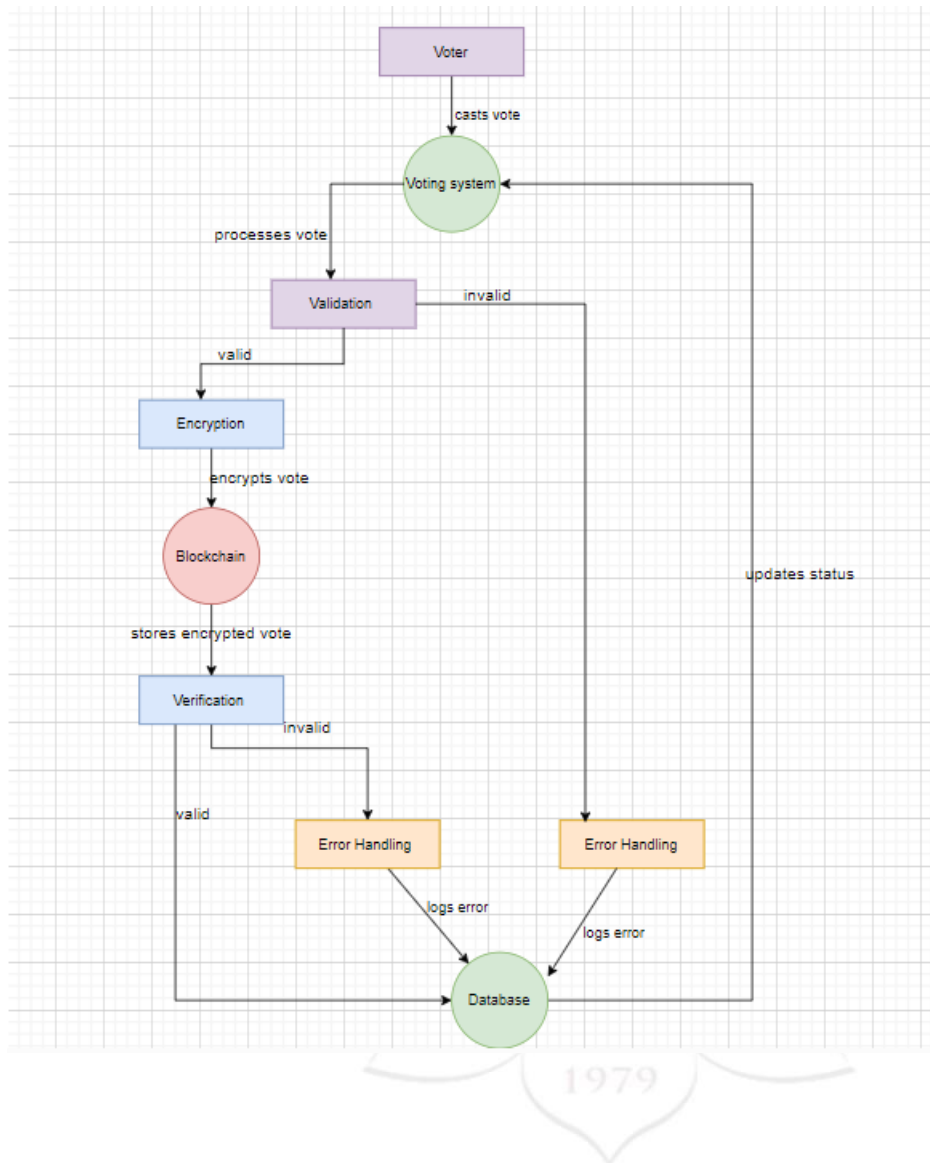 Voter
casts vote
Voting system
processes vote
Validation
invalid
valid
Encryption
encrypts vote
Blockchain
updates status
stores encrypted vote
Verification
invalid
valid
Error Handling
Error Handling
logs error
logs error
Database
1979